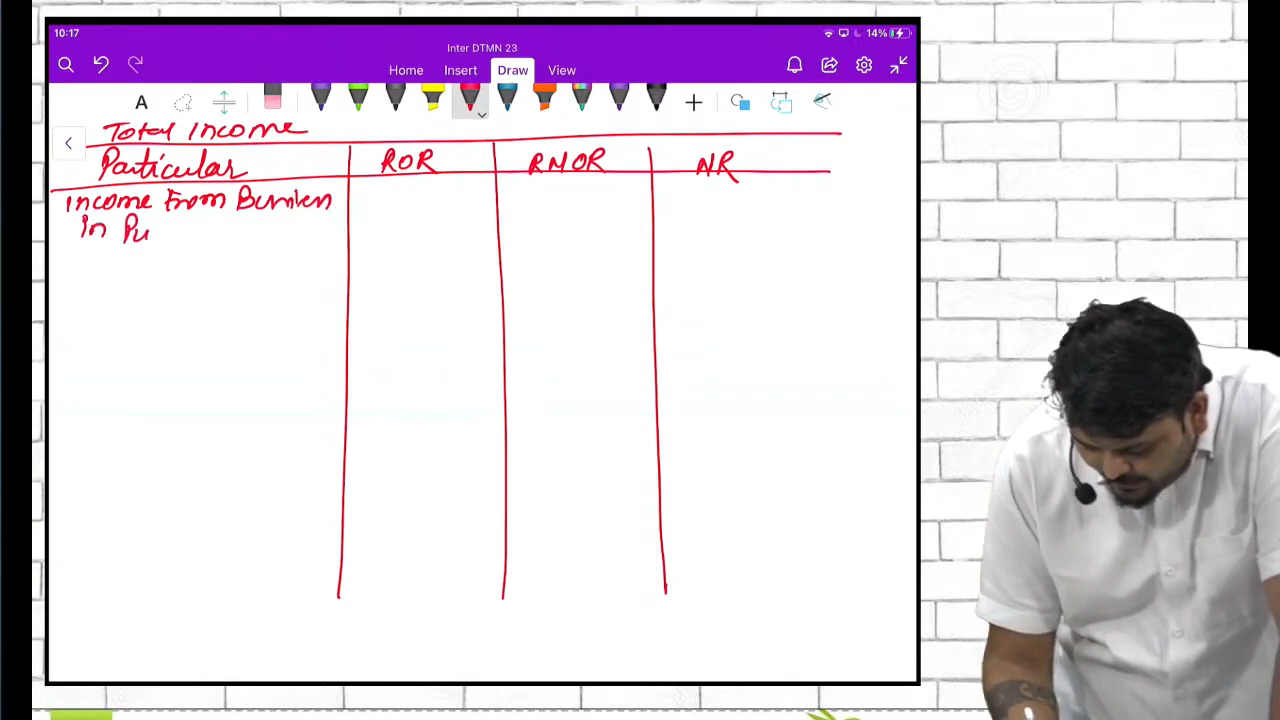 10:17
14%
Inter DTMN 23
Home Insert Draw View
A
Total Income
Particular ROR RNOR NR
Income From Business
In Pu